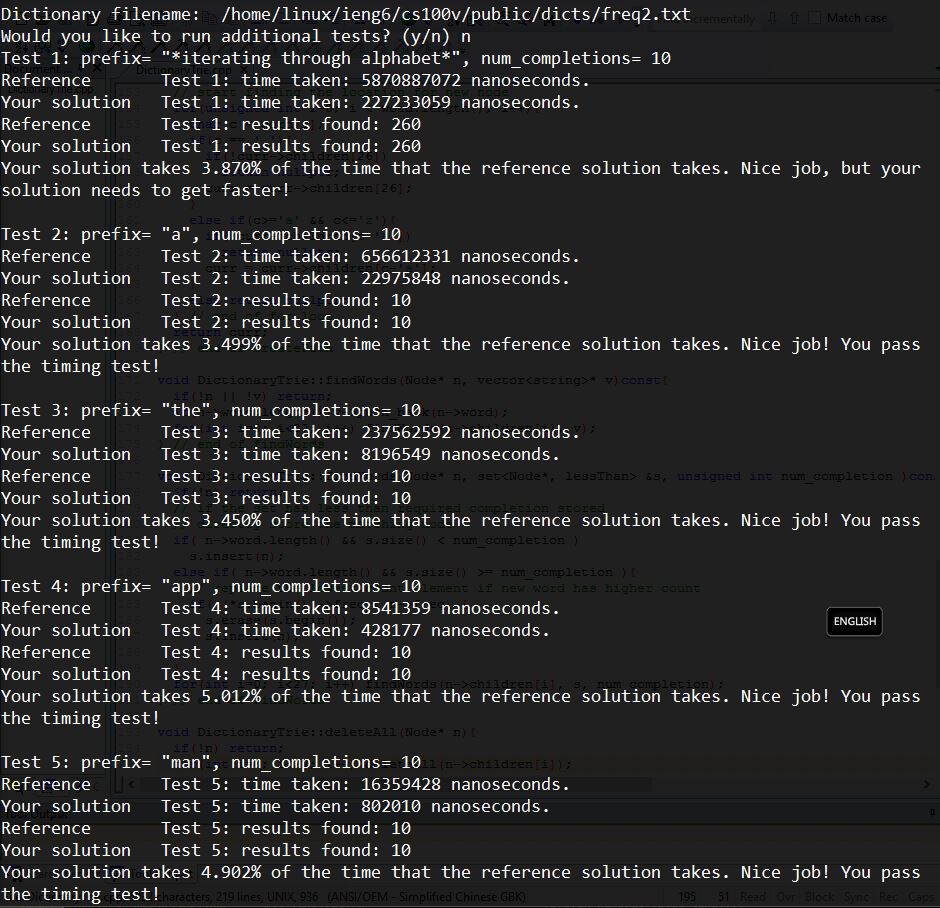 Dictionary filename:  /home/linux/ieng6/cs100v/public/dicts/freq2.txt
Would you like to run additional tests? (y/n) n
Test 1: prefix= "*iterating through alphabet*", num_completions= 10
Reference       Test 1: time taken: 5870887072 nanoseconds.
Your solution   Test 1: time taken: 227233059 nanoseconds.
Reference       Test 1: results found: 260
Your solution   Test 1: results found: 260
Your solution takes 3.870% of the time that the reference solution takes. Nice job, but your
solution needs to get faster!
Test 2: prefix= "a", num_completions= 10
Reference       Test 2: time taken: 656612331 nanoseconds.
Your solution   Test 2: time taken: 22975848 nanoseconds.
Reference       Test 2: results found: 10
Your solution   Test 2: results found: 10
Your solution takes 3.499% of the time that the reference solution takes. Nice job! You pass
the timing test!
Test 3: prefix= "the", num_completions= 10
Reference       Test 3: time taken: 237562592 nanoseconds.
Your solution   Test 3: time taken: 8196549 nanoseconds.
Reference       Test 3: results found: 10
Your solution   Test 3: results found: 10
Your solution takes 3.450% of the time that the reference solution takes. Nice job! You pass
the timing test!
Test 4: prefix= "app", num_completions= 10
Reference       Test 4: time taken: 8541359 nanoseconds.
Your solution   Test 4: time taken: 428177 nanoseconds.
Reference       Test 4: results found: 10
Your solution   Test 4: results found: 10
ENGLISH
Your solution takes 5.012% of the time that the reference solution takes. Nice job! You pass
the timing test!
Test 5: prefix= "man", num_completions= 10
Reference       Test 5: time taken: 16359428 nanoseconds.
Your solution   Test 5: time taken: 802010 nanoseconds.
Reference       Test 5: results found: 10
Your solution   Test 5: results found: 10
Your solution takes 4.902% of the time that the reference solution takes. Nice job! You pass
the timing test!